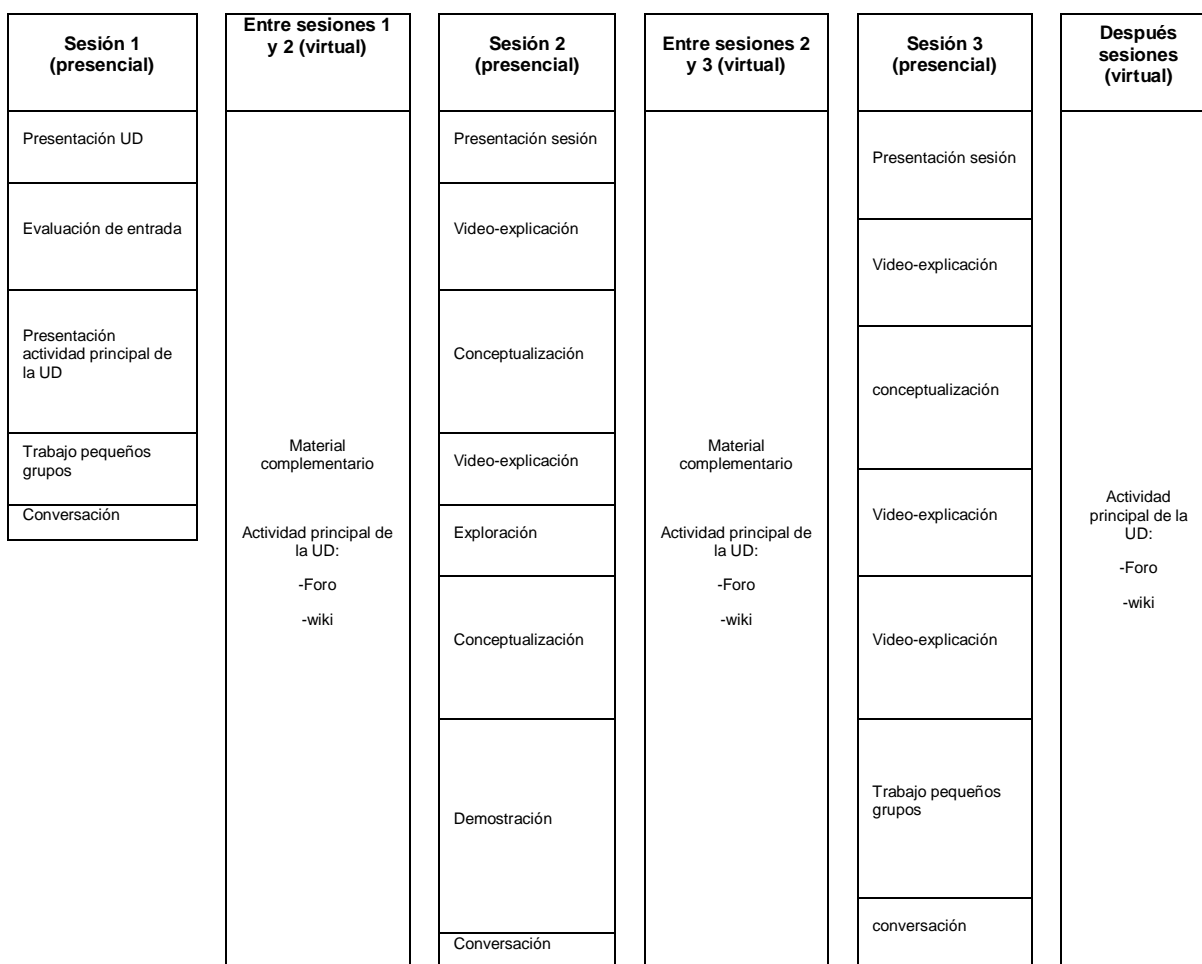 Sesión 1
(presencial)
Presentación UD
Evaluación de entrada
Presentación
actividad principal de
la UD
Trabajo pequeños
grupos
Conversación
Entre sesiones 1
y 2 (virtual)
Material
complementario
Actividad principal de
la UD:
-Foro
-wiki
Sesión 2
(presencial)
Presentación sesión
Video-explicación
Conceptualización
Video-explicación
Exploración
Conceptualización
Demostración
Conversación
Entre sesiones 2
y 3 (virtual)
Material
complementario
Actividad principal de
la UD:
-Foro
-wiki
Sesión 3
(presencial)
Presentación sesión
Video-explicación
conceptualización
Video-explicación
Video-explicación
Trabajo pequeños
grupos
conversación
Después
sesiones
(virtual)
Actividad
principal de la
UD:
-Foro
-wiki